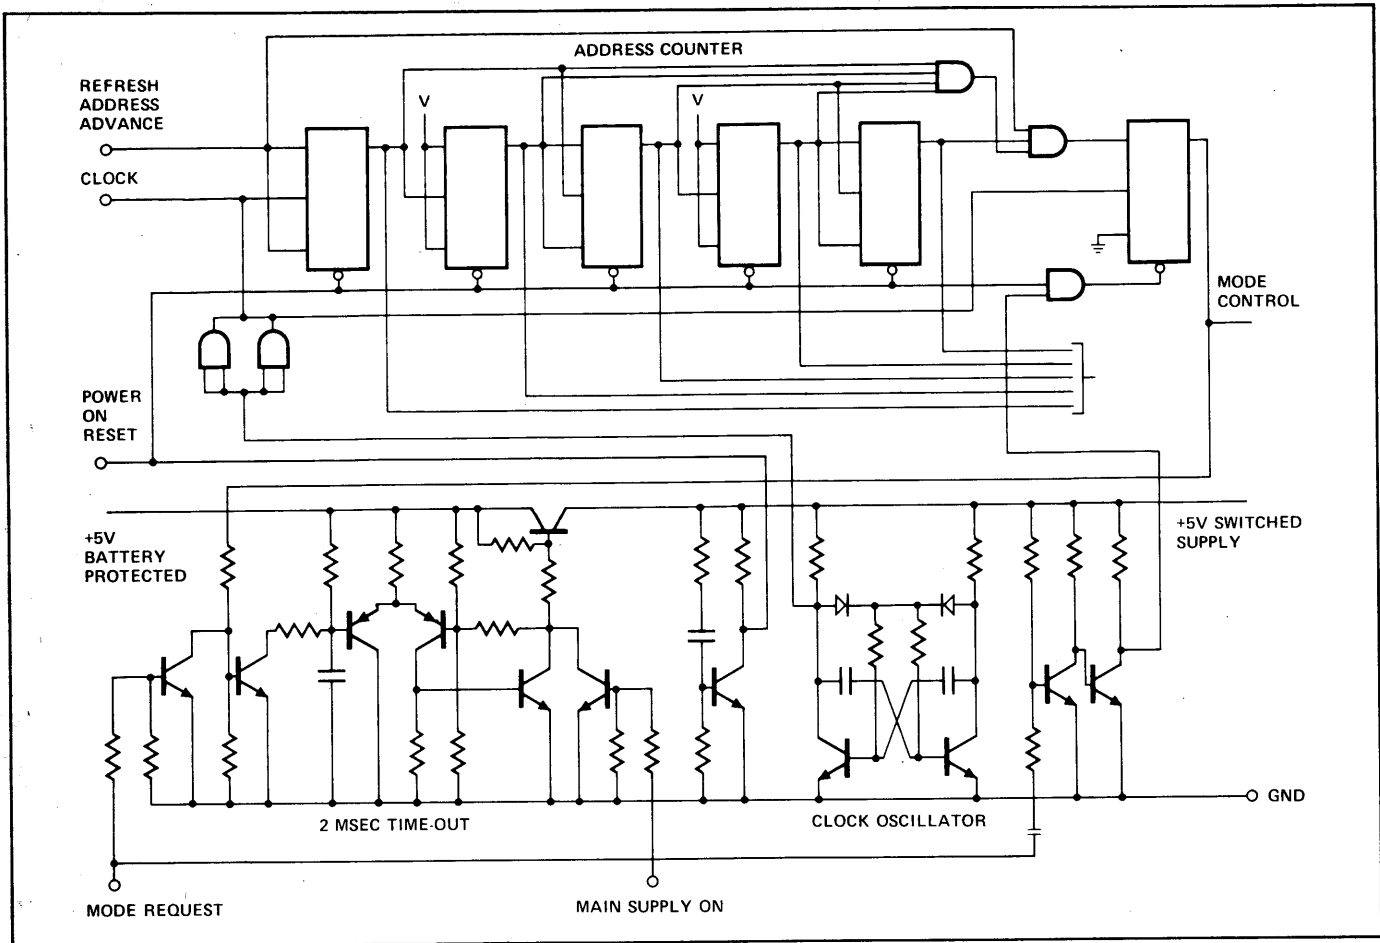 ADDRESS COUNTER
REFRESH
ADDRESS
ADVANCE
V
V
CLOCK
MODE
CONTROL
POWER
ON
RESET
+5V
BATTERY
PROTECTED
+5V SWITCHED
SUPPLY
GND
2 MSEC TIME-OUT
CLOCK OSCILLATOR
MODE REQUEST
MAIN SUPPLY ON